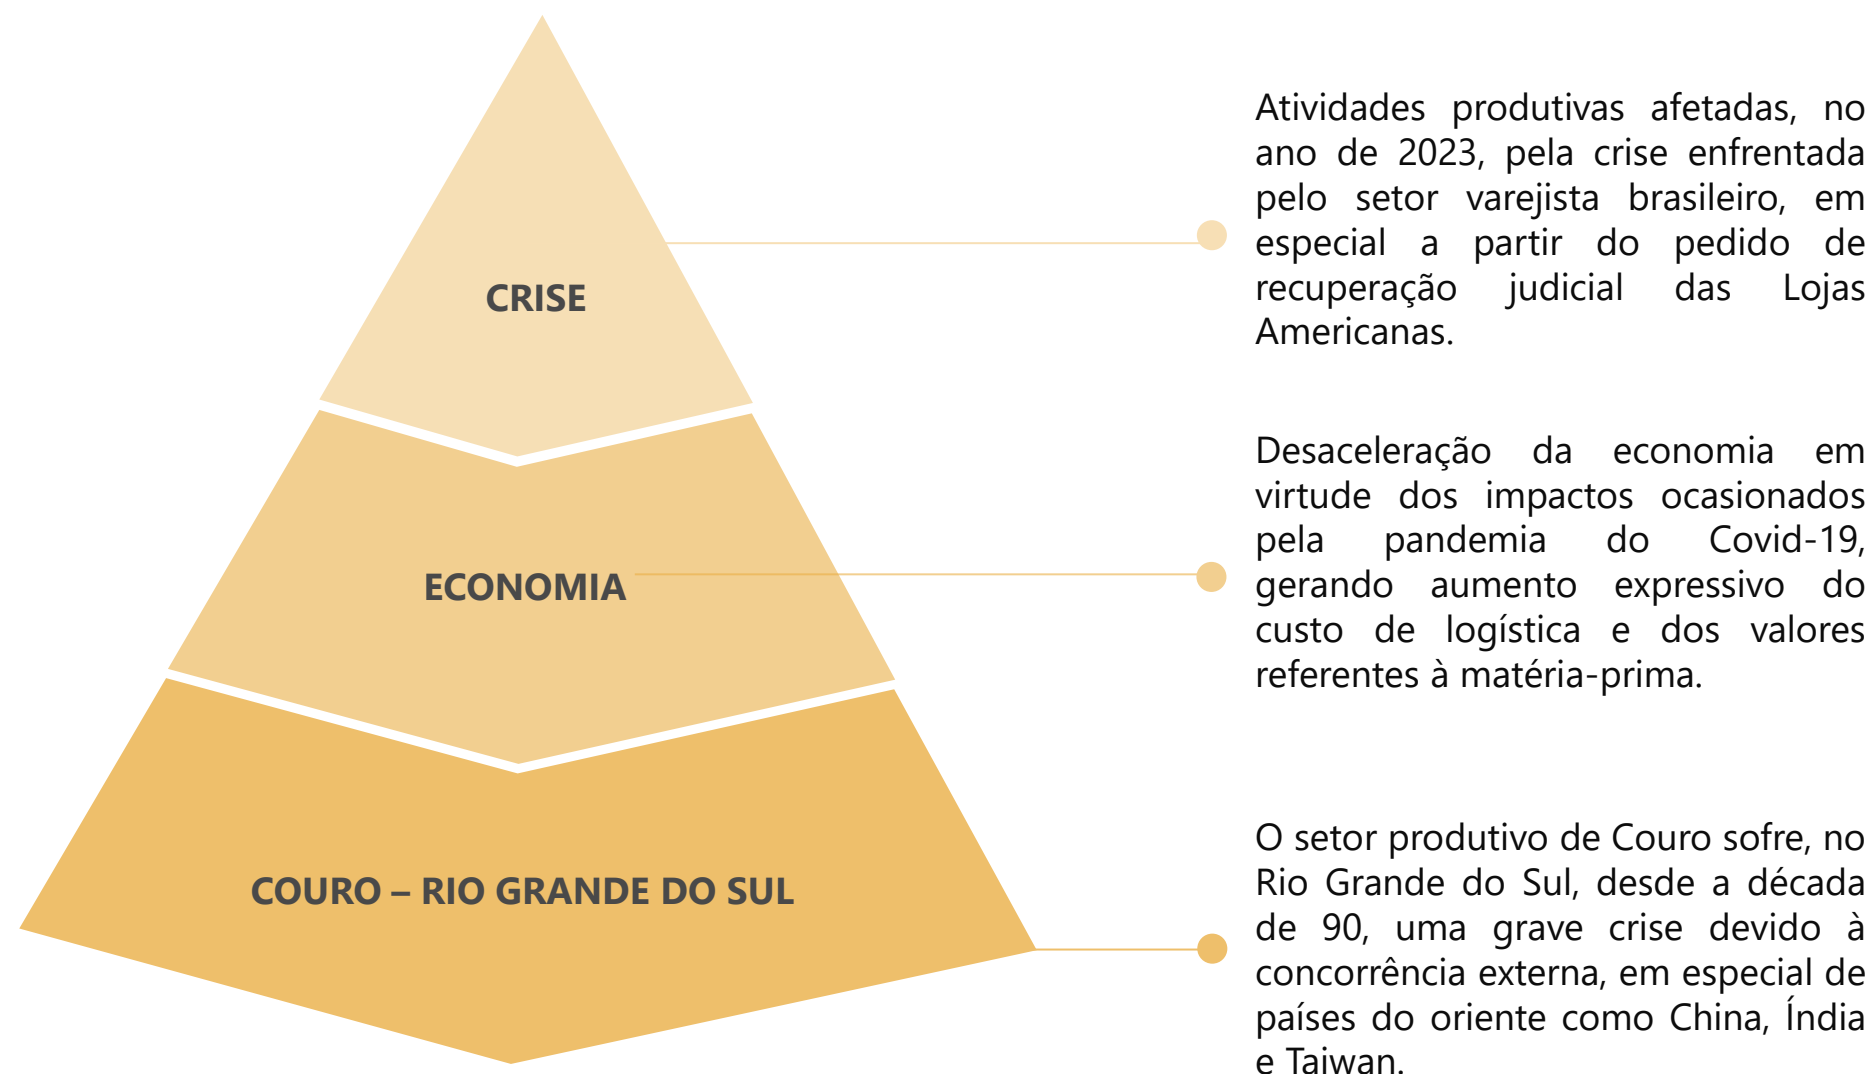 CRISE
Atividades produtivas afetadas, no
ano de 2023, pela crise enfrentada
pelo setor varejista brasileiro, em
especial a partir do pedido de
recuperação judicial das Lojas
Americanas.
ECONOMIA
Desaceleração da economia em
virtude dos impactos ocasionados
pela pandemia do Covid-19,
gerando aumento expressivo do
custo de logística e dos valores
referentes à matéria-prima.
COURO – RIO GRANDE DO SUL
O setor produtivo de Couro sofre, no
Rio Grande do Sul, desde a década
de 90, uma grave crise devido à
concorrência externa, em especial de
países do oriente como China, Índia
e Taiwan.